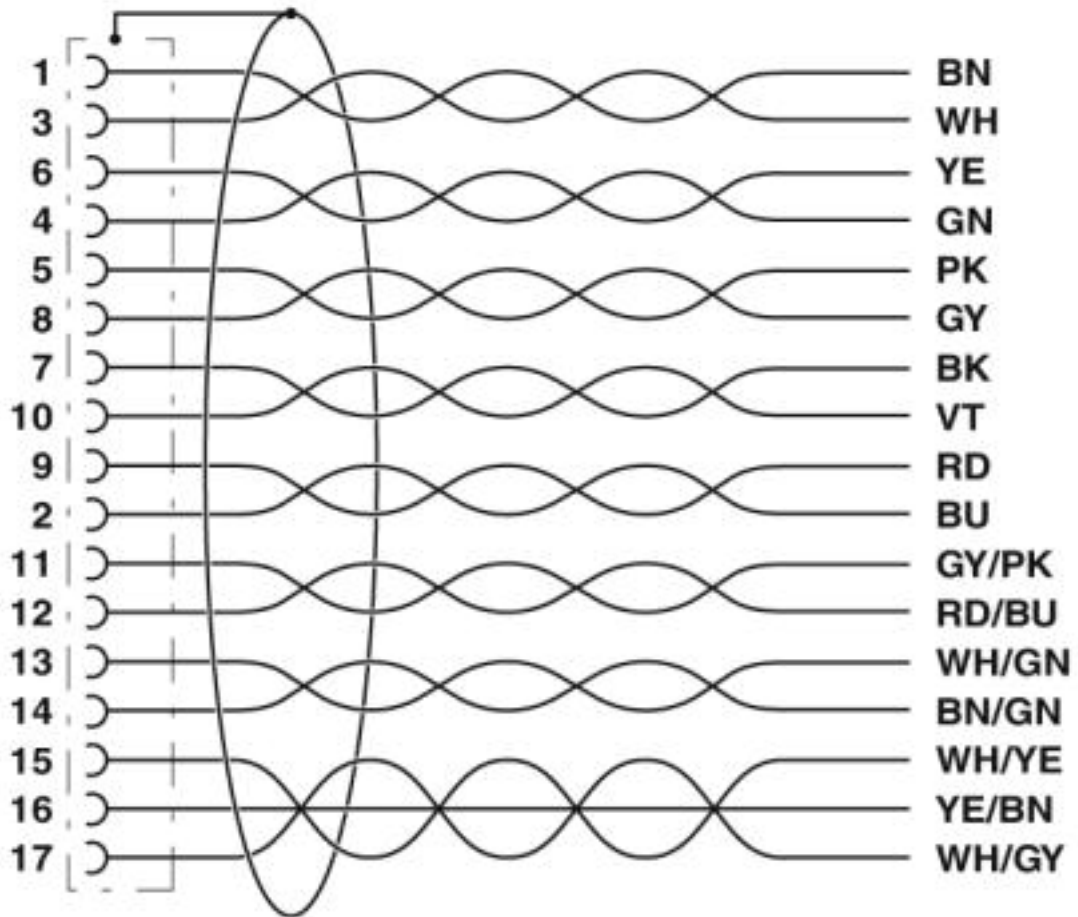 1 BN
3 WH
6 YE
4 GN
5 PK
8 GY
7 BK
10 VT
9 RD
2 BU
11 GY/PK
12 RD/BU
13 WH/GN
14 BN/GN
15 WH/YE
16 YE/BN
17 WH/GY